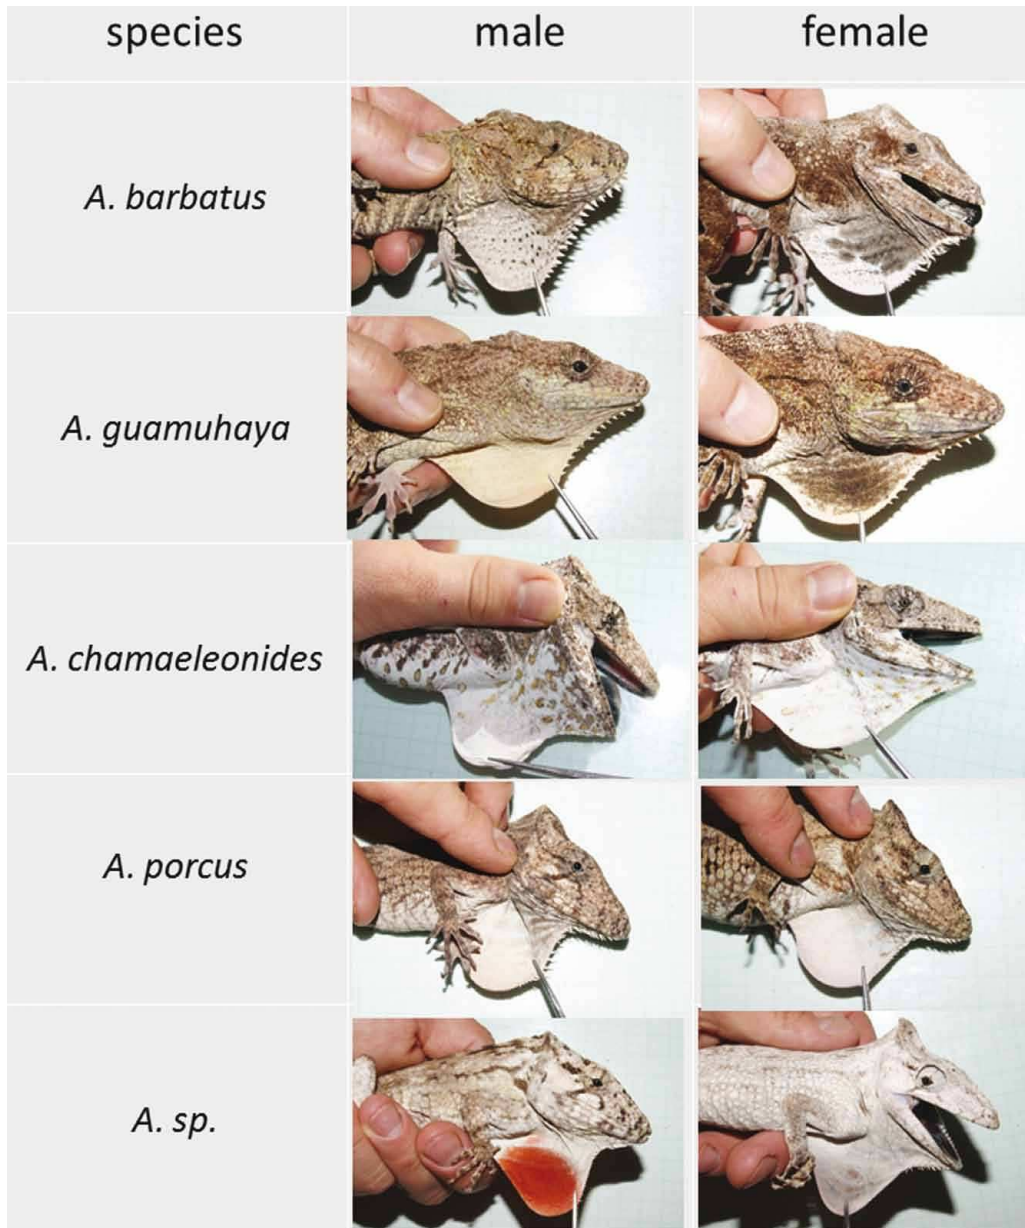 species male female
A. barbatus
A. guamuhaya
A. chamaeleonides
A. porcus
A. sp.